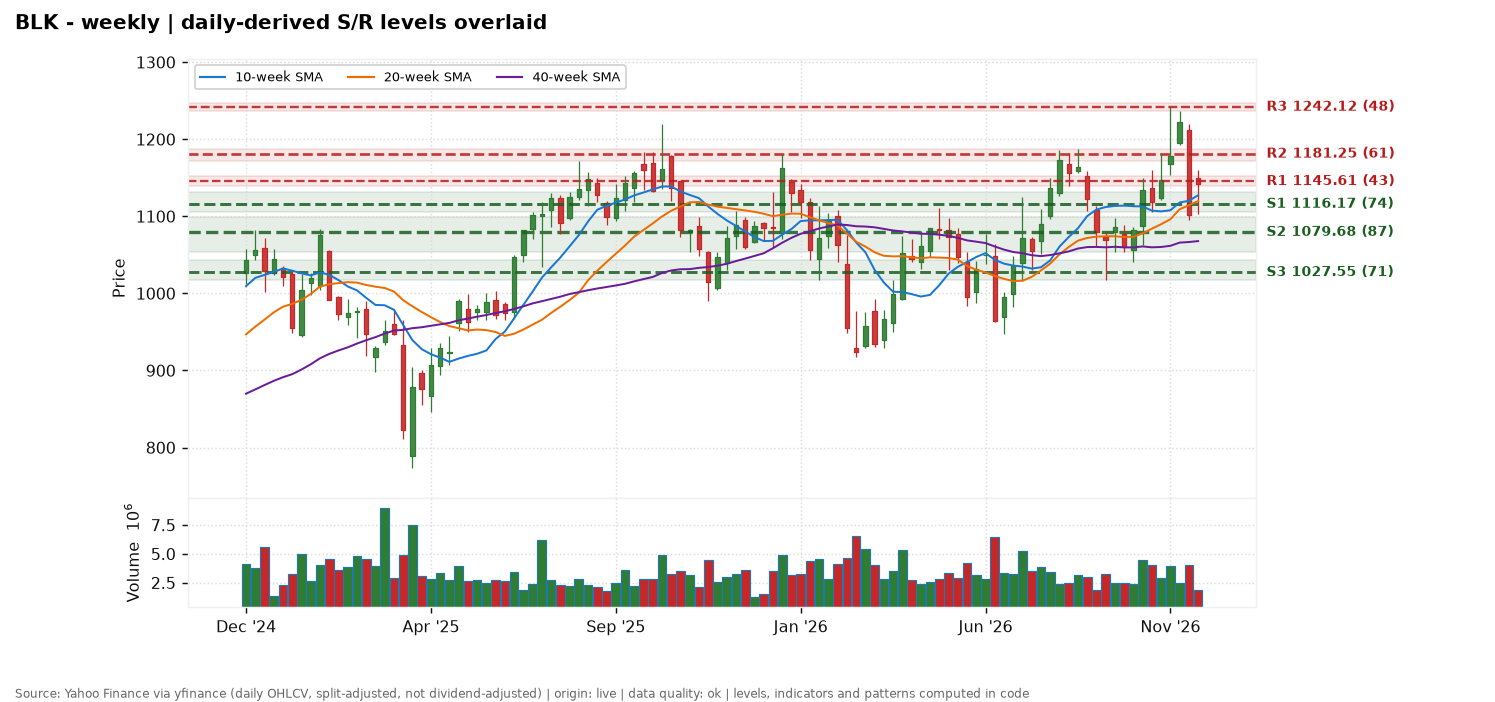 BLK - weekly | daily-derived S/R levels overlaid
10-week SMA 20-week SMA 40-week SMA
1300
1200
1100
1000
900
800
Price
R3 1242.12 (48)
R2 1181.25 (61)
R1 1145.61 (43)
S1 1116.17 (74)
S2 1079.68 (87)
S3 1027.55 (71)
7.5
5.0
2.5
Volume 10⁶
Dec '24 Apr '25 Sep '25 Jan '26 Jun '26 Nov '26
Source: Yahoo Finance via yfinance (daily OHLCV, split-adjusted, not dividend-adjusted) | origin: live | data quality: ok | levels, indicators and patterns computed in code